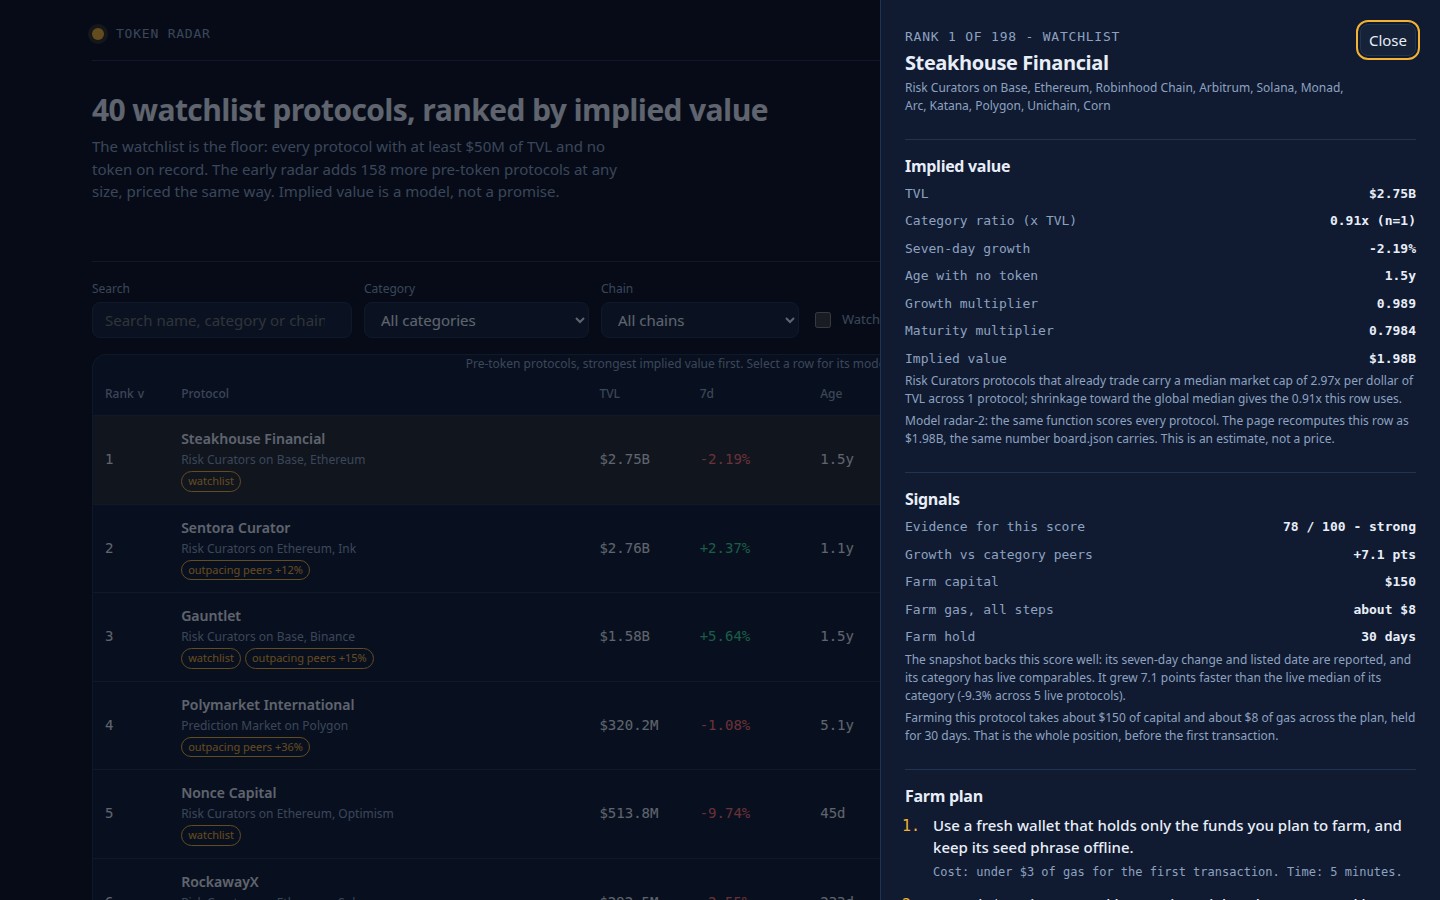 TOKEN RADAR
40 watchlist protocols, ranked by implied value
The watchlist is the floor: every protocol with at least $50M of TVL and no
token on record. The early radar adds 158 more pre-token protocols at any
size, priced the same way. Implied value is a model, not a promise.
Search
Category
Chain
Search name, category or chain
All categories
All chains
Watch
Pre-token protocols, strongest implied value first. Select a row for its mode
Rank v
Protocol
TVL
7d
Age
1
Steakhouse Financial
Risk Curators on Base, Ethereum
watchlist
$2.75B
-2.19%
1.5y
2
Sentora Curator
Risk Curators on Ethereum, Ink
outpacing peers +12%
$2.76B
+2.37%
1.1y
3
Gauntlet
Risk Curators on Base, Binance
watchlist
outpacing peers +15%
$1.58B
+5.64%
1.5y
4
Polymarket International
Prediction Market on Polygon
outpacing peers +36%
$320.2M
-1.08%
5.1y
5
Nonce Capital
Risk Curators on Ethereum, Optimism
watchlist
$513.8M
-9.74%
45d
RockawayX
RANK 1 OF 198 - WATCHLIST
Close
Steakhouse Financial
Risk Curators on Base, Ethereum, Robinhood Chain, Arbitrum, Solana, Monad,
Arc, Katana, Polygon, Unichain, Corn
Implied value
TVL
$2.75B
Category ratio (x TVL)
0.91x (n=1)
Seven-day growth
-2.19%
Age with no token
1.5y
Growth multiplier
0.989
Maturity multiplier
0.7984
Implied value
$1.98B
Risk Curators protocols that already trade carry a median market cap of 2.97x per dollar of
TVL across 1 protocol; shrinkage toward the global median gives the 0.91x this row uses.
Model radar-2: the same function scores every protocol. The page recomputes this row as
$1.98B, the same number board.json carries. This is an estimate, not a price.
Signals
Evidence for this score
78 / 100 - strong
Growth vs category peers
+7.1 pts
Farm capital
$150
Farm gas, all steps
about $8
Farm hold
30 days
The snapshot backs this score well: its seven-day change and listed date are reported, and
its category has live comparables. It grew 7.1 points faster than the live median of its
category (-9.3% across 5 live protocols).
Farming this protocol takes about $150 of capital and about $8 of gas across the plan, held
for 30 days. That is the whole position, before the first transaction.
Farm plan
1. Use a fresh wallet that holds only the funds you plan to farm, and
keep its seed phrase offline.
Cost: under $3 of gas for the first transaction. Time: 5 minutes.